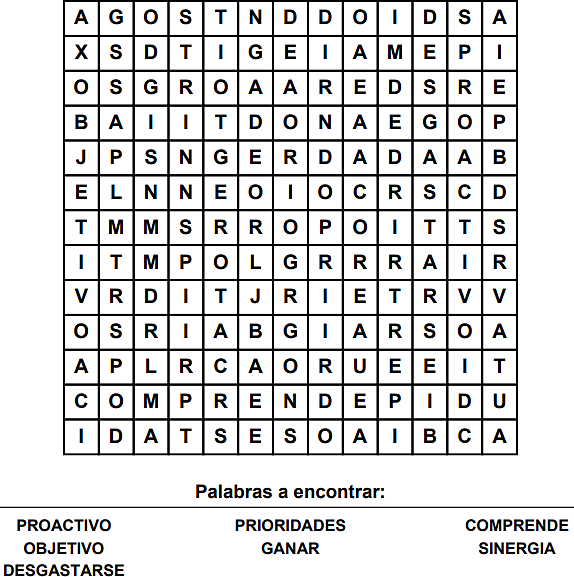 A G O S T N D D O I D S A
X S D T I G E I A M E P I
O S G R O A A R E D S R E
B A I I T D O N A E G O P
J P S N G E R D A D A A B
E L N N E O I O C R S C D
T M M S R R O P O I T T S
I T M P O L G R R R A I R
V R D I T J R I E T R V V
O S R I A B G I A R S O A
A P L R C A O R U E E I T
C O M P R E N D E P I D U
I D A T S E S O A I B C A
Palabras a encontrar:
PROACTIVO PRIORIDADES COMPRENDE
OBJETIVO GANAR SINERGIA
DESGASTARSE